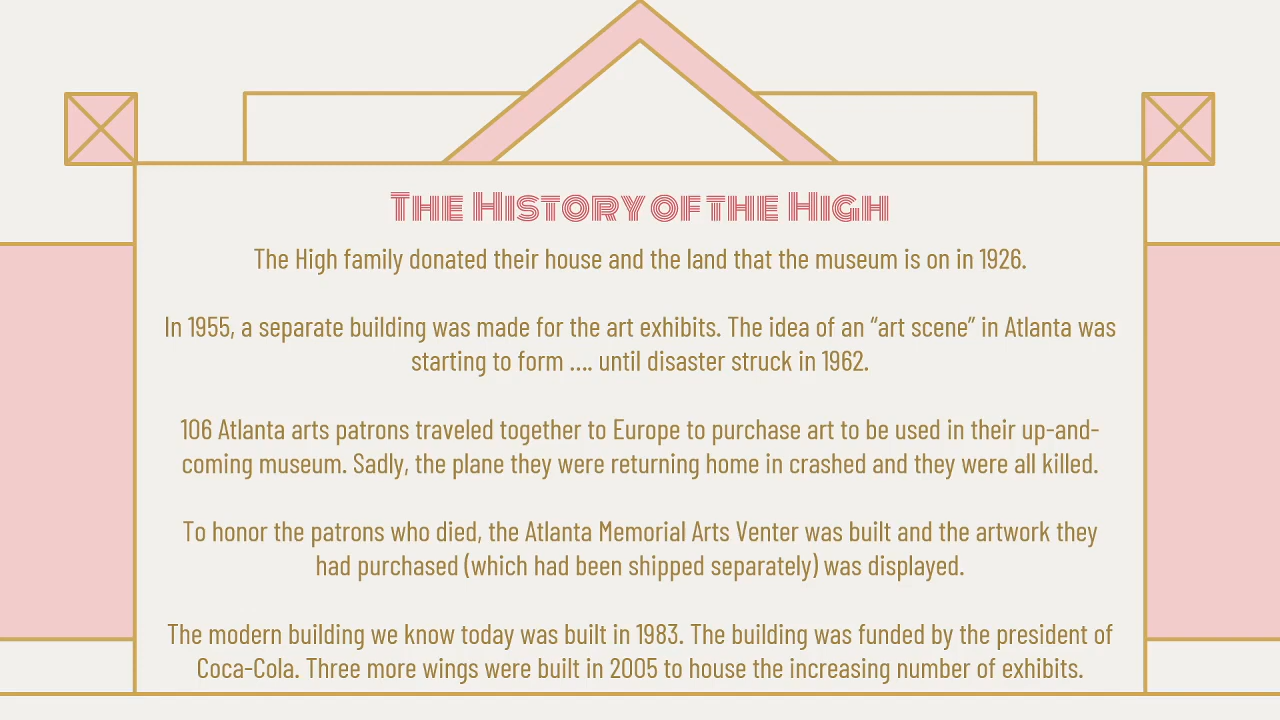 The History of the High
The High family donated their house and the land that the museum is on in 1926.
In 1955, a separate building was made for the art exhibits. The idea of an “art scene” in Atlanta was
starting to form .... until disaster struck in 1962.
106 Atlanta arts patrons traveled together to Europe to purchase art to be used in their up-and-
coming museum. Sadly, the plane they were returning home in crashed and they were all killed.
To honor the patrons who died, the Atlanta Memorial Arts Venter was built and the artwork they
had purchased (which had been shipped separately) was displayed.
The modern building we know today was built in 1983. The building was funded by the president of
Coca-Cola. Three more wings were built in 2005 to house the increasing number of exhibits.